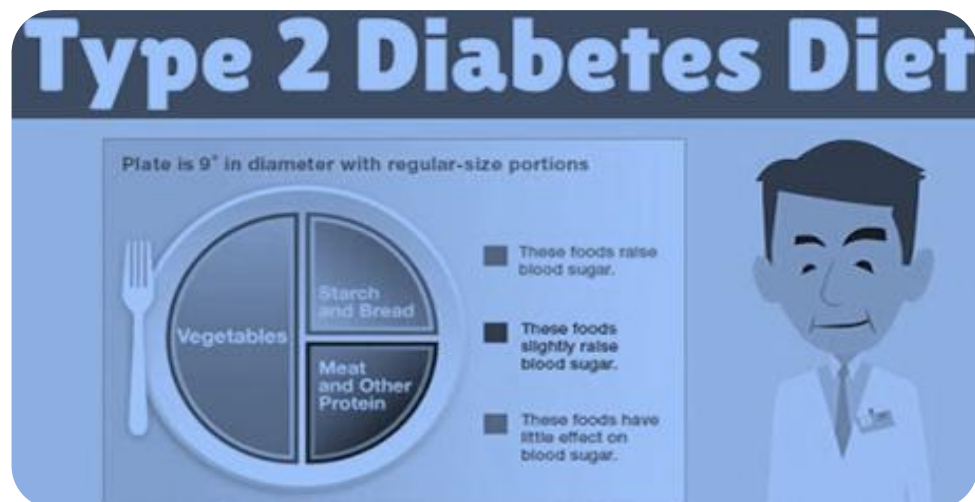 Type 2 Diabetes Diet
Plate is 9" in diameter with regular-size portions
Vegetables
Starch
and Bread
Meat
and Other
Protein
These foods raise
blood sugar.
These foods
slightly raise
blood sugar.
These foods have
little effect on
blood sugar.